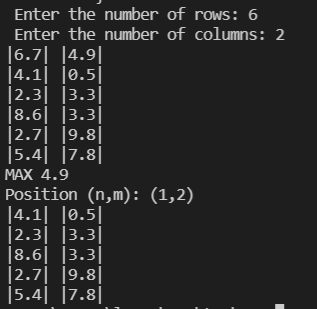 Enter the number of rows: 6
Enter the number of columns: 2
|6.7| |4.9|
|4.1| |0.5|
|2.3| |3.3|
|8.6| |3.3|
|2.7| |9.8|
|5.4| |7.8|
MAX 4.9
Position (n,m): (1,2)
|4.1| |0.5|
|2.3| |3.3|
|8.6| |3.3|
|2.7| |9.8|
|5.4| |7.8|